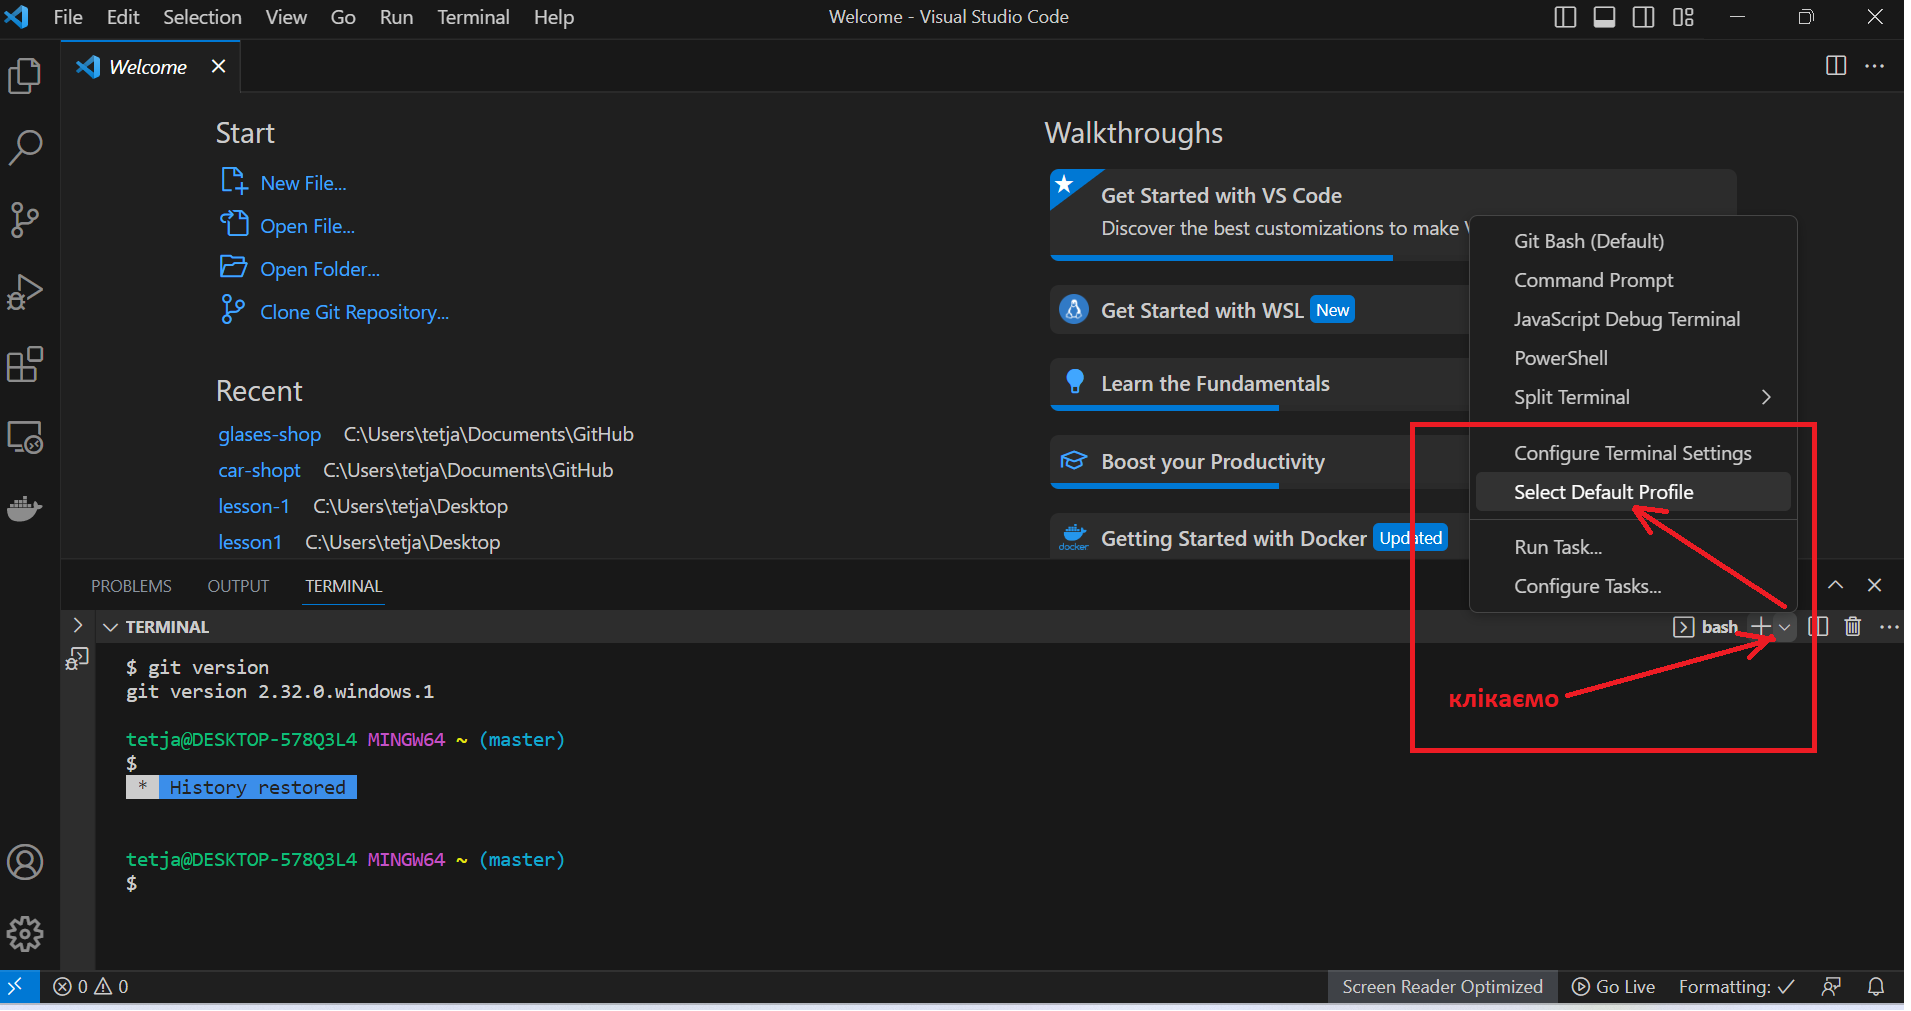 File Edit Selection View Go Run Terminal Help Welcome - Visual Studio Code
Welcome
Start
New File...
Open File...
Open Folder...
Clone Git Repository...
Recent
glases-shop C:\Users\tetja\Documents\GitHub
car-shopt C:\Users\tetja\Documents\GitHub
lesson-1 C:\Users\tetja\Desktop
lesson1 C:\Users\tetja\Desktop
Walkthroughs
Get Started with VS Code
Discover the best customizations to make
Get Started with WSL New
Learn the Fundamentals
Boost your Productivity
docker
Getting Started with Docker Updated
Git Bash (Default)
Command Prompt
JavaScript Debug Terminal
PowerShell
Split Terminal
Configure Terminal Settings
Select Default Profile
Run Task...
Configure Tasks...
PROBLEMS OUTPUT TERMINAL
TERMINAL
bash
клікаємо
$ git version
git version 2.32.0.windows.1
tetja@DESKTOP-578Q3L4 MINGW64 ~ (master)
$
* History restored
tetja@DESKTOP-578Q3L4 MINGW64 ~ (master)
$
0 0 Screen Reader Optimized Go Live Formatting: ✓